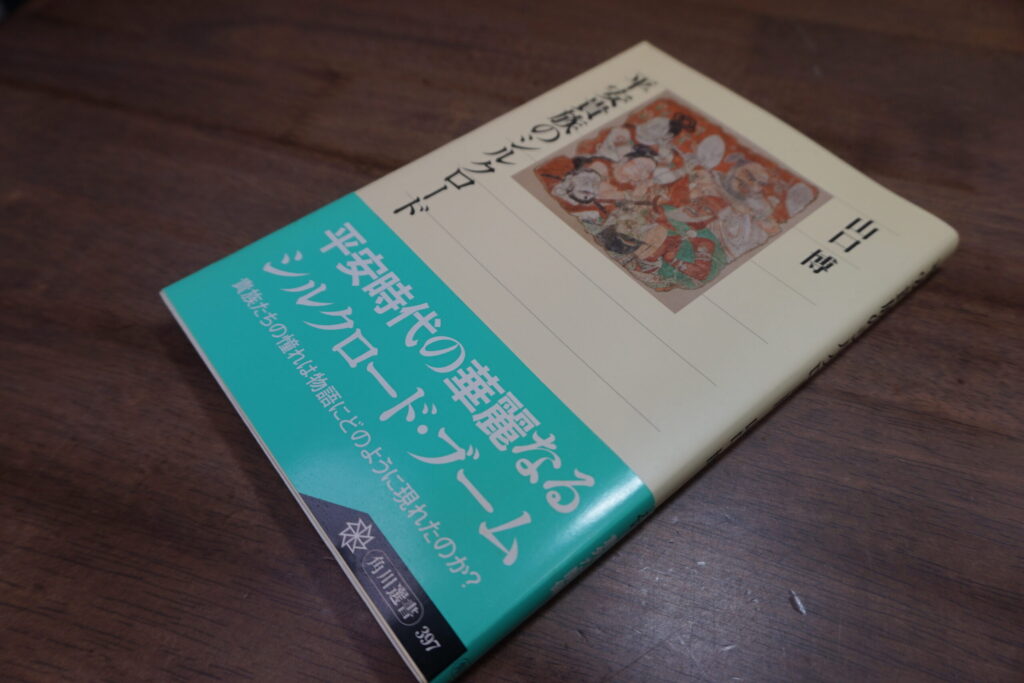 平安貴族のシルクロード
山口 博
平安時代の華麗なる
シルクロード・ブーム
貴族たちの憧れは物語にどのように現れたのか?
角川選書
397